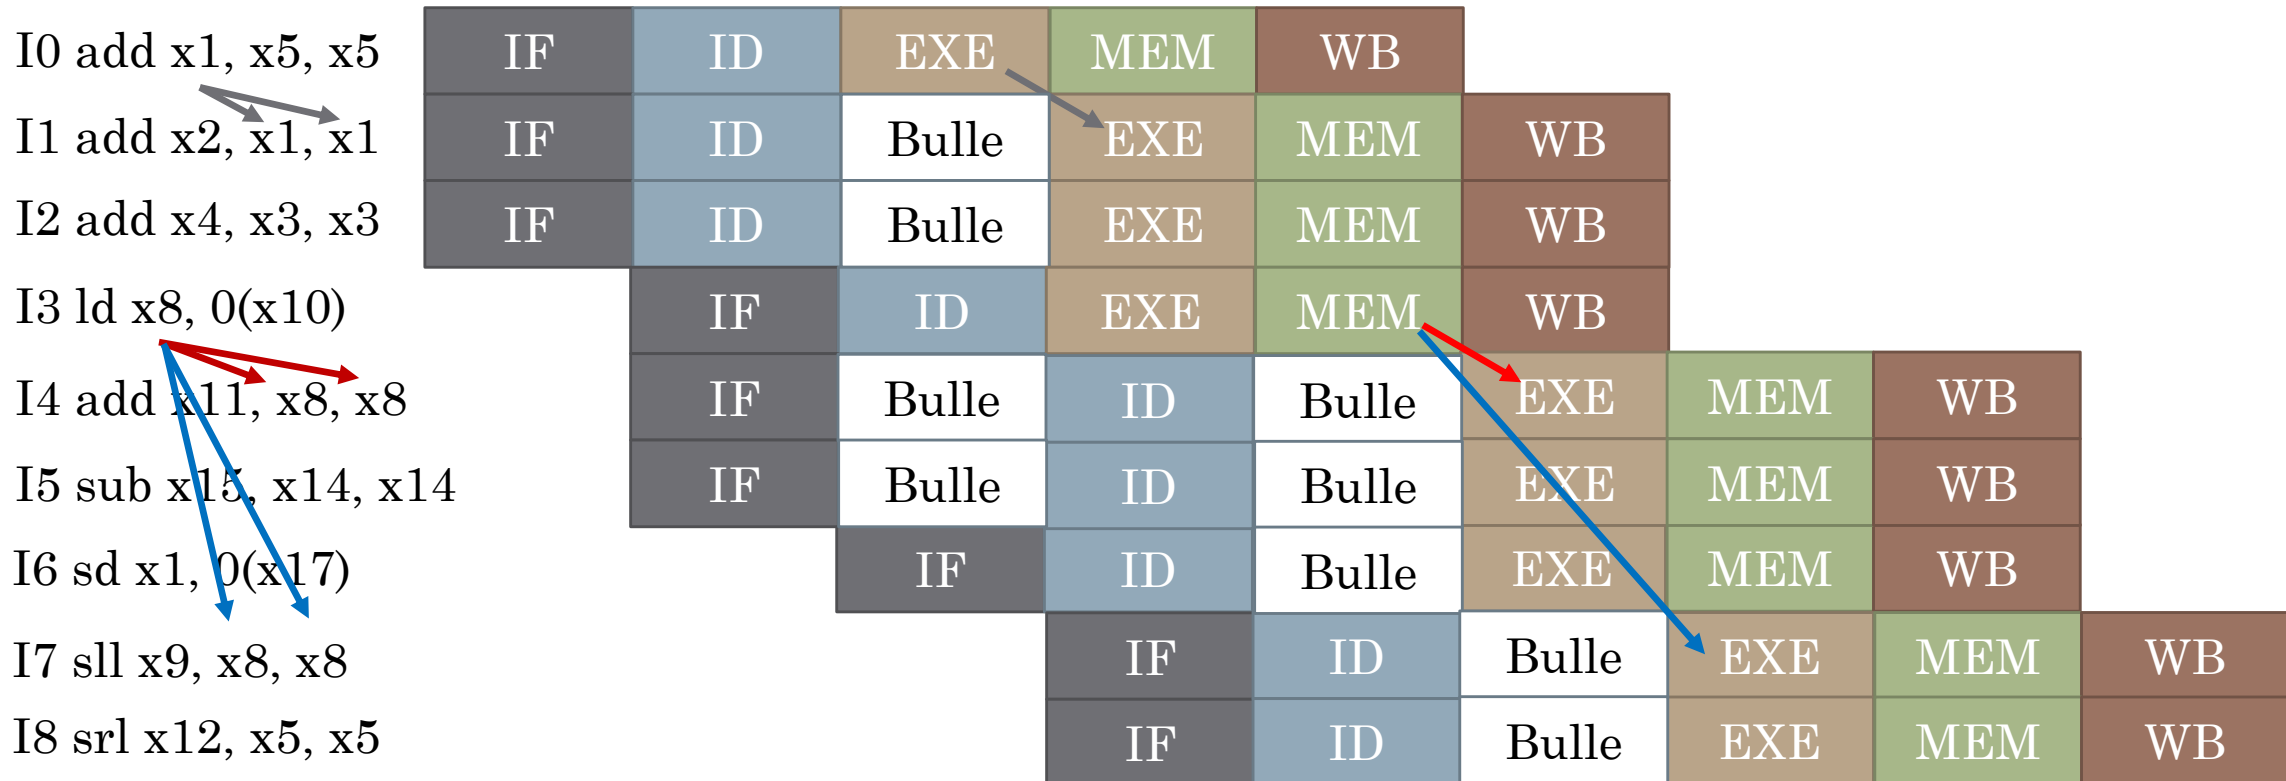 I0 add x1, x5, x5 IF ID EXE MEM WB
I1 add x2, x1, x1 IF ID Bulle EXE MEM WB
I2 add x4, x3, x3 IF ID Bulle EXE MEM WB
I3 ld x8, 0(x10) IF ID EXE MEM WB
I4 add x11, x8, x8 IF Bulle ID Bulle EXE MEM WB
I5 sub x15, x14, x14 IF Bulle ID Bulle EXE MEM WB
I6 sd x1, 0(x17) IF ID Bulle EXE MEM WB
I7 sll x9, x8, x8 IF ID Bulle EXE MEM WB
I8 srl x12, x5, x5 IF ID Bulle EXE MEM WB